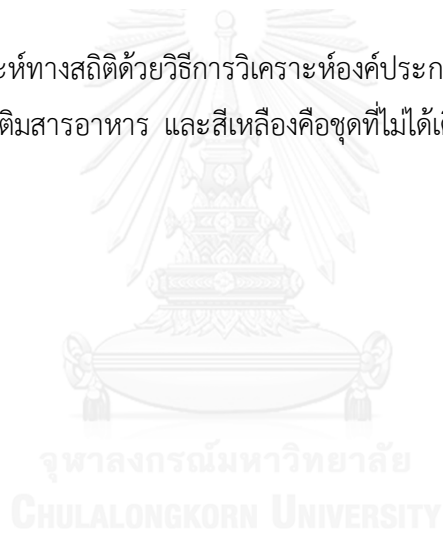 ะห์ทางสถิติด้วยวิธีการวิเคราะห์องค์ประก
ติมสารอาหาร และสีเหลืองคือชุดที่ไม่ได้เ
จุฬาลงกรณ์มหาวิทยาลัย
CHULALONGKORN UNIVERSITY